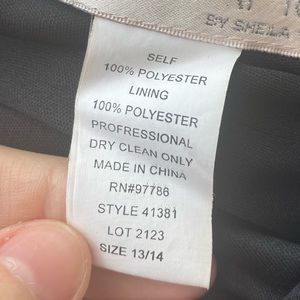 BY SHEILA
SELF
100% POLYESTER
LINING
100% POLYESTER
PROFRESSIONAL
DRY CLEAN ONLY
MADE IN CHINA
RN#97786
STYLE 41381
LOT 2123
SIZE 13/14